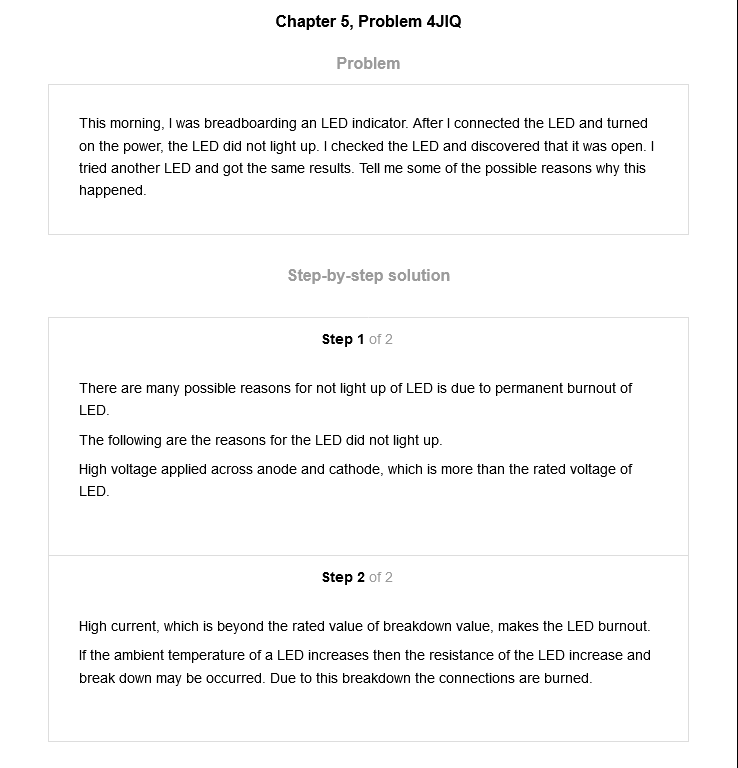 Chapter 5, Problem 4JIQ
Problem
This morning, I was breadboarding an LED indicator. After I connected the LED and turned
on the power, the LED did not light up. I checked the LED and discovered that it was open. I
tried another LED and got the same results. Tell me some of the possible reasons why this
happened.
Step-by-step solution
Step 1 of 2
There are many possible reasons for not light up of LED is due to permanent burnout of
LED.
The following are the reasons for the LED did not light up.
High voltage applied across anode and cathode, which is more than the rated voltage of
LED.
Step 2 of 2
High current, which is beyond the rated value of breakdown value, makes the LED burnout.
If the ambient temperature of a LED increases then the resistance of the LED increase and
break down may be occurred. Due to this breakdown the connections are burned.